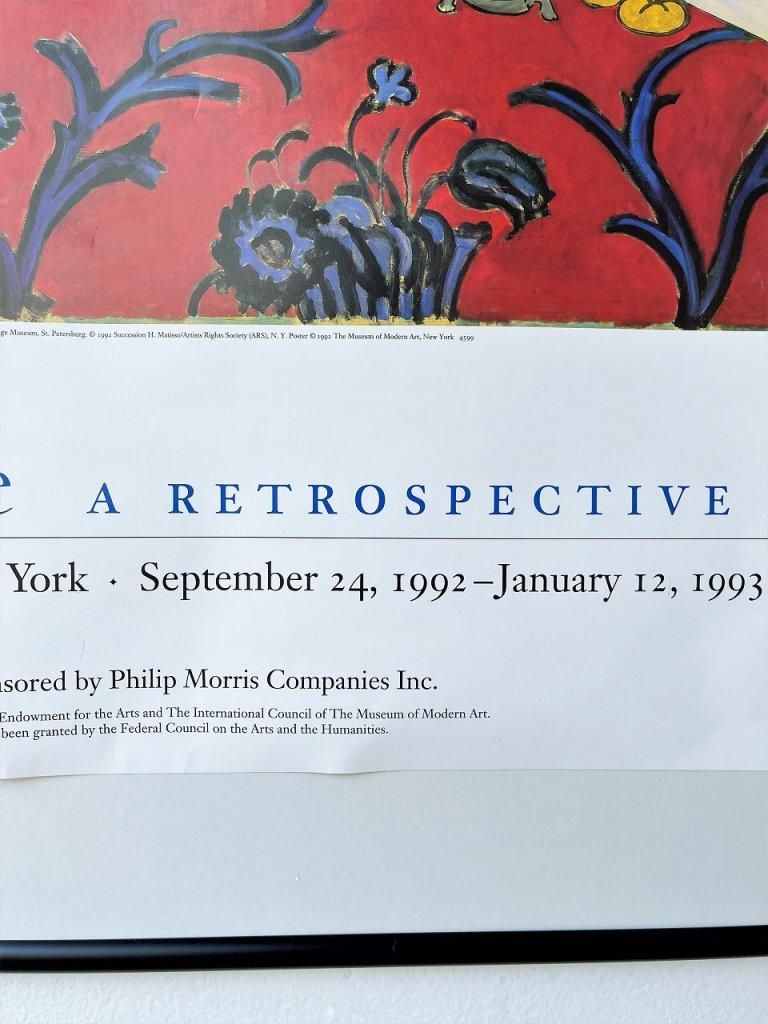 ge Museum, St. Petersburg. © 1992 Succession H. Matisse/Artists Rights Society (ARS), N. Y. Poster © 1992 The Museum of Modern Art, New York 4599
e A RETROSPECTIVE
York · September 24, 1992–January 12, 1993
nsored by Philip Morris Companies Inc.
Endowment for the Arts and The International Council of The Museum of Modern Art.
been granted by the Federal Council on the Arts and the Humanities.